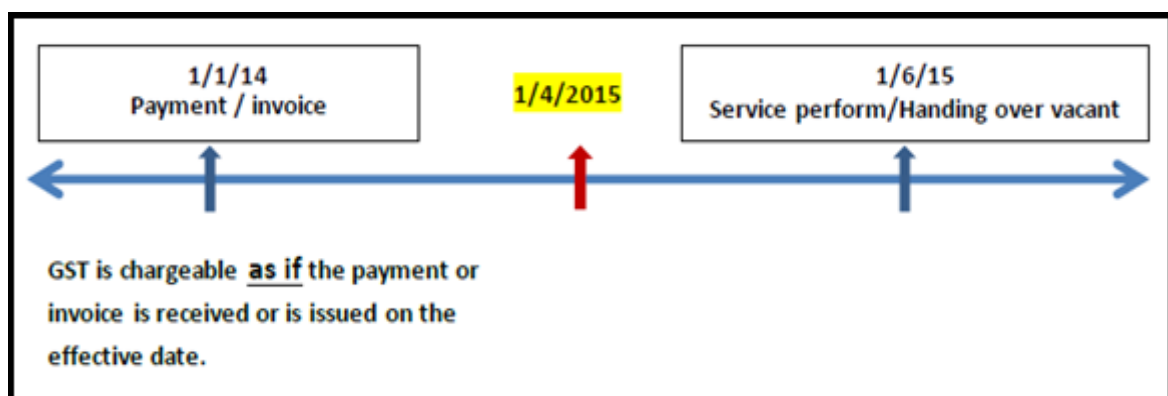 1/1/14
Payment / invoice
1/4/2015
1/6/15
Service perform/Handing over vacant
GST is chargeable as if the payment or
invoice is received or is issued on the
effective date.